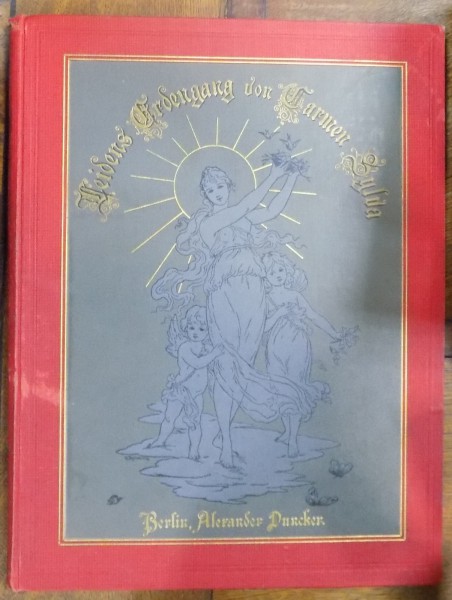 Leidens Erdengang von Carmen Sylva
Berlin, Alexander Duncker.